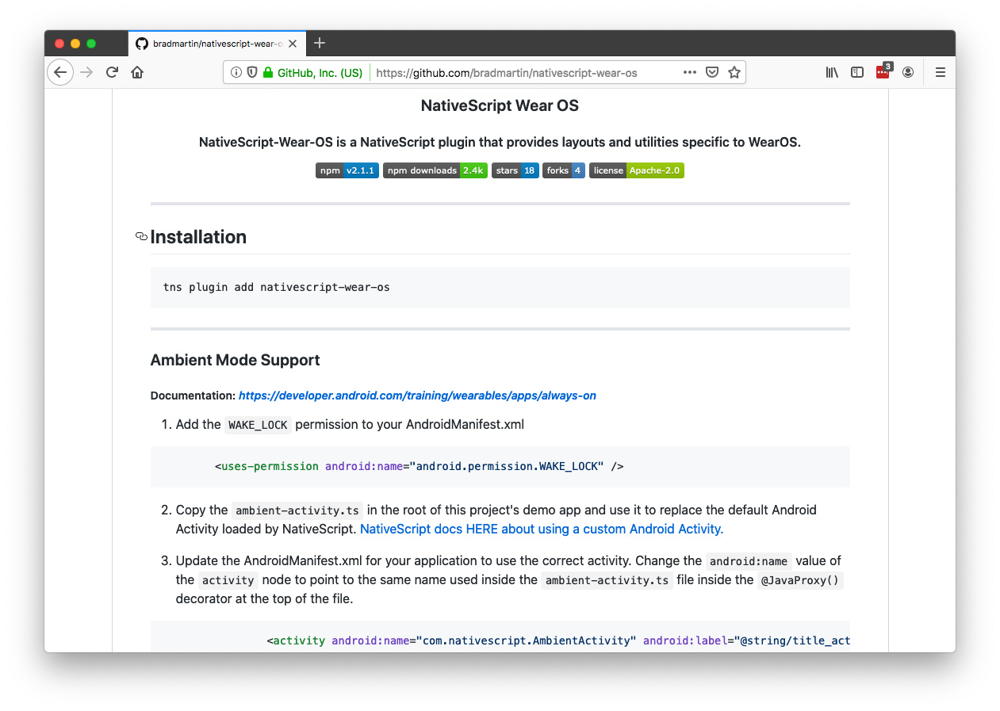 bradmartin/nativescript-wear-o
GitHub, Inc. (US) https://github.com/bradmartin/nativescript-wear-os
3
NativeScript Wear OS
NativeScript-Wear-OS is a NativeScript plugin that provides layouts and utilities specific to WearOS.
npm v2.1.1 npm downloads 2.4k stars 18 forks 4 license Apache-2.0
Installation
tns plugin add nativescript-wear-os
Ambient Mode Support
Documentation: https://developer.android.com/training/wearables/apps/always-on
1. Add the WAKE_LOCK permission to your AndroidManifest.xml
<uses-permission android:name="android.permission.WAKE_LOCK" />
2. Copy the ambient-activity.ts in the root of this project's demo app and use it to replace the default Android
Activity loaded by NativeScript. NativeScript docs HERE about using a custom Android Activity.
3. Update the AndroidManifest.xml for your application to use the correct activity. Change the android:name value of
the activity node to point to the same name used inside the ambient-activity.ts file inside the @JavaProxy()
decorator at the top of the file.
<activity android:name="com.nativescript.AmbientActivity" android:label="@string/title_act